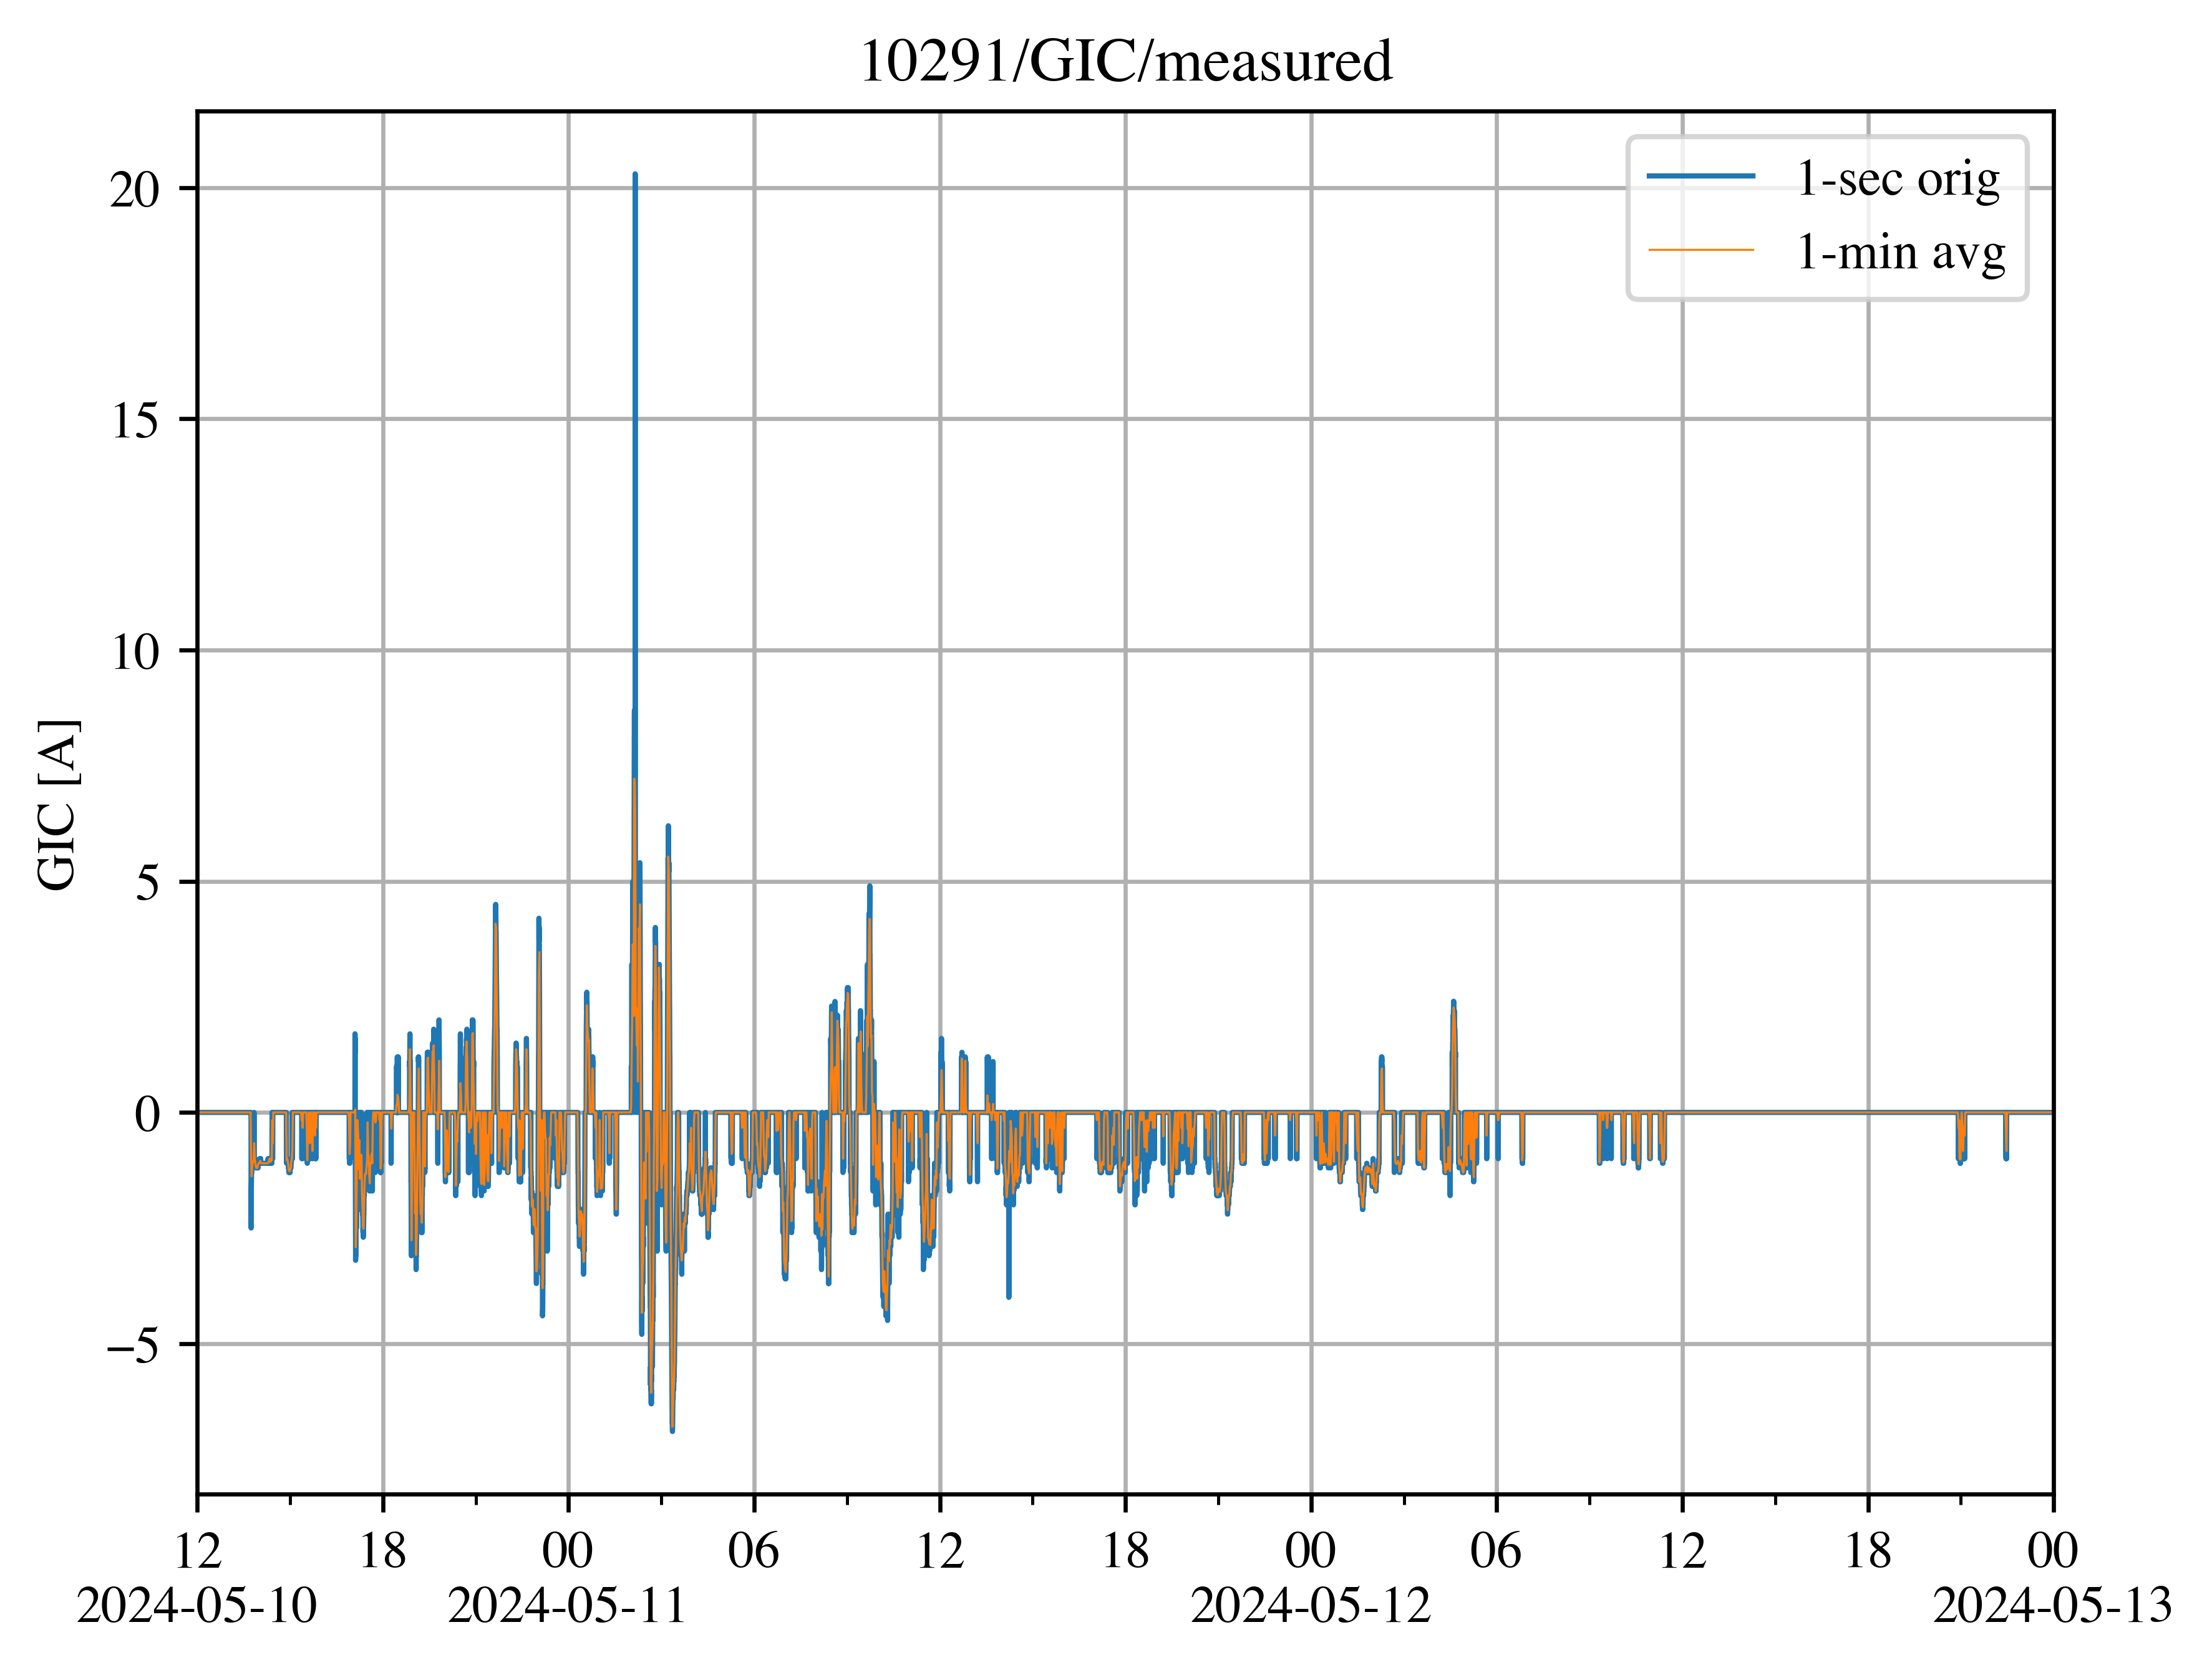 10291/GIC/measured
1-sec orig
1-min avg
GIC [A]
20
15
10
5
0
−5
12 18 00 06 12 18 00 06 12 18 00
2024-05-10 2024-05-11 2024-05-12 2024-05-13